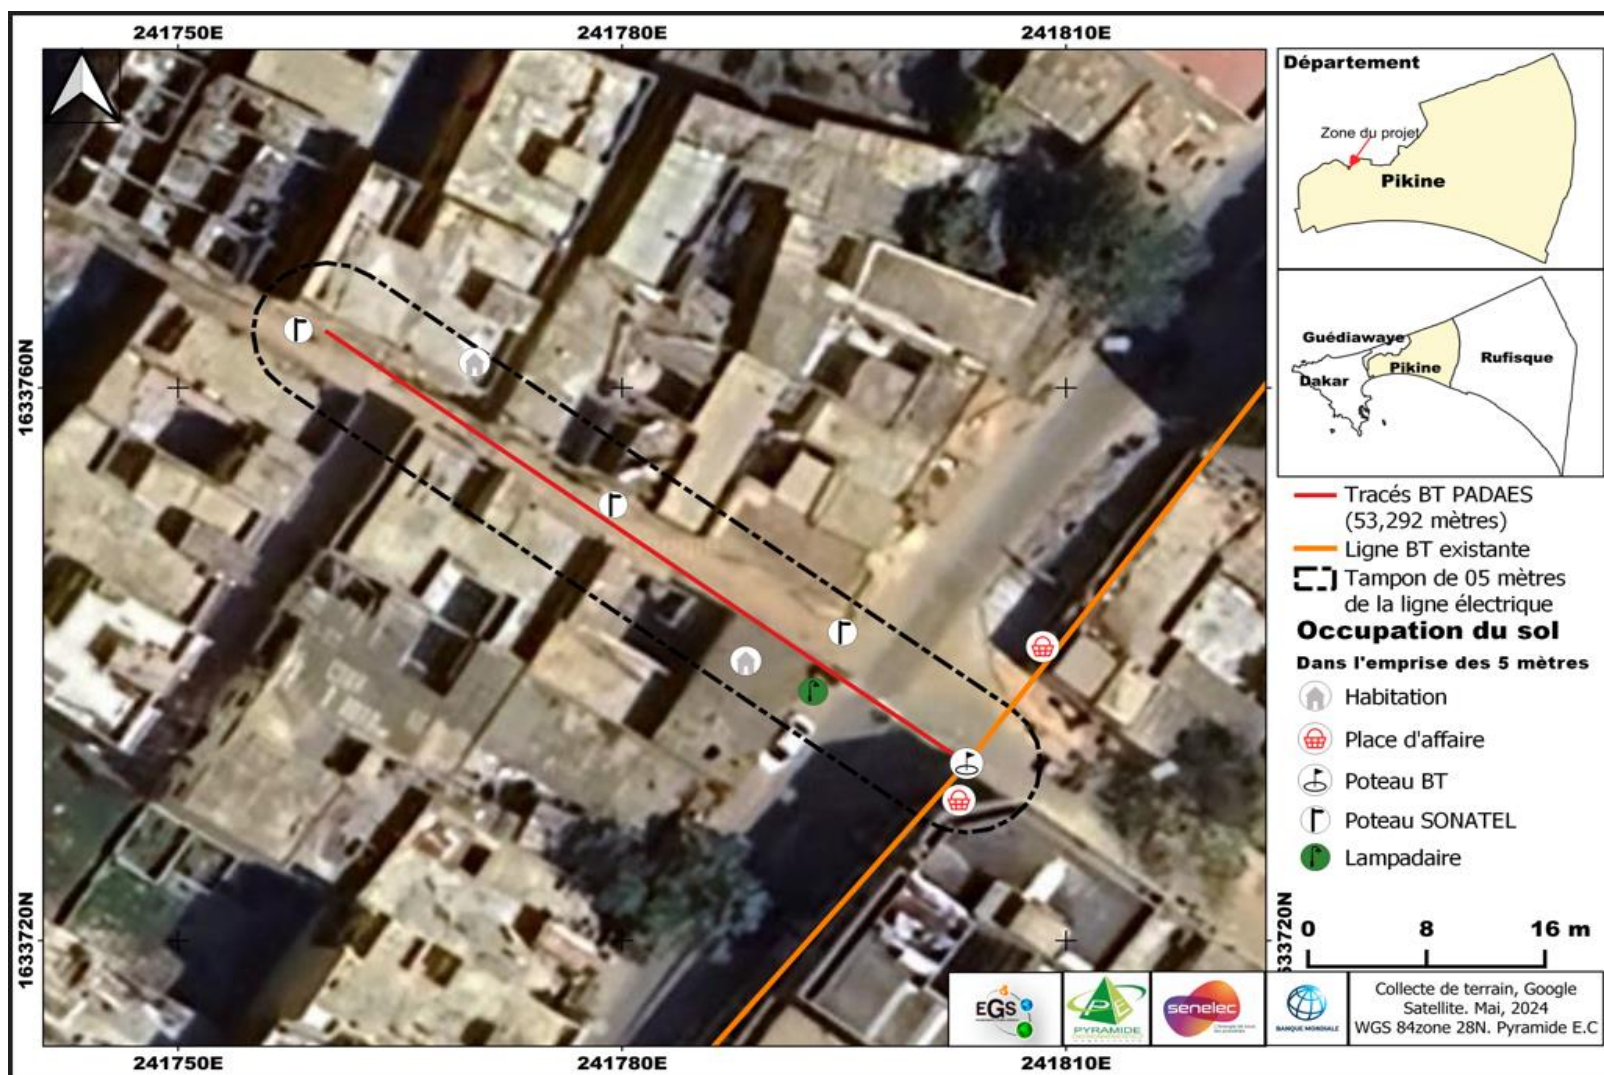 241750E
241780E
241810E
1633760N
1633720N
1633720N
241750E
241780E
241810E
Département
Zone du projet
Pikine
Guédiawaye
Rufisque
Pikine
Dakar
Tracés BT PADAES
(53,292 mètres)
Ligne BT existante
Tampon de 05 mètres
de la ligne électrique
Occupation du sol
Dans l'emprise des 5 mètres
Habitation
Place d'affaire
Poteau BT
Poteau SONATEL
Lampadaire
0 8 16 m
EGS
PE
PYRAMIDE
senelec
BANQUE MONDIALE
Collecte de terrain, Google
Satellite. Mai, 2024
WGS 84zone 28N. Pyramide E.C